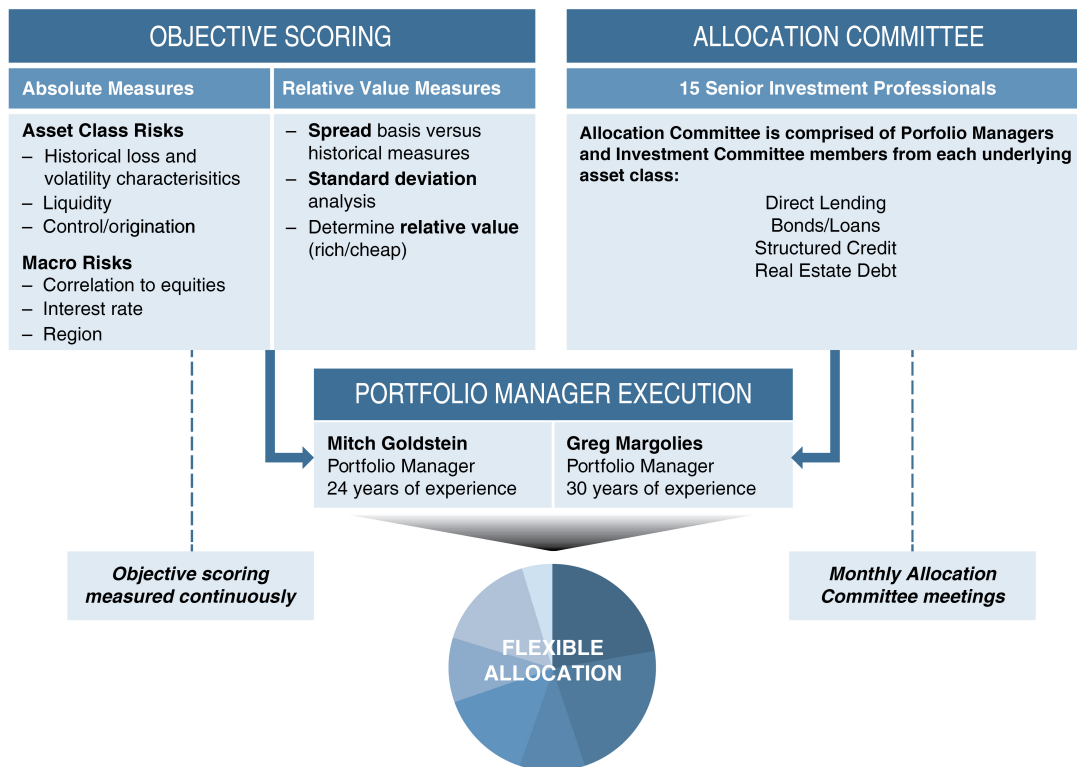 OBJECTIVE SCORING
Absolute Measures
Asset Class Risks
– Historical loss and
volatility characterisitics
– Liquidity
– Control/origination
Macro Risks
– Correlation to equities
– Interest rate
– Region
Relative Value Measures
– Spread basis versus
historical measures
– Standard deviation
analysis
– Determine relative value
(rich/cheap)
ALLOCATION COMMITTEE
15 Senior Investment Professionals
Allocation Committee is comprised of Porfolio Managers
and Investment Committee members from each underlying
asset class:
Direct Lending
Bonds/Loans
Structured Credit
Real Estate Debt
PORTFOLIO MANAGER EXECUTION
Mitch Goldstein
Portfolio Manager
24 years of experience
Greg Margolies
Portfolio Manager
30 years of experience
Objective scoring
measured continuously
Monthly Allocation
Committee meetings
FLEXIBLE
ALLOCATION